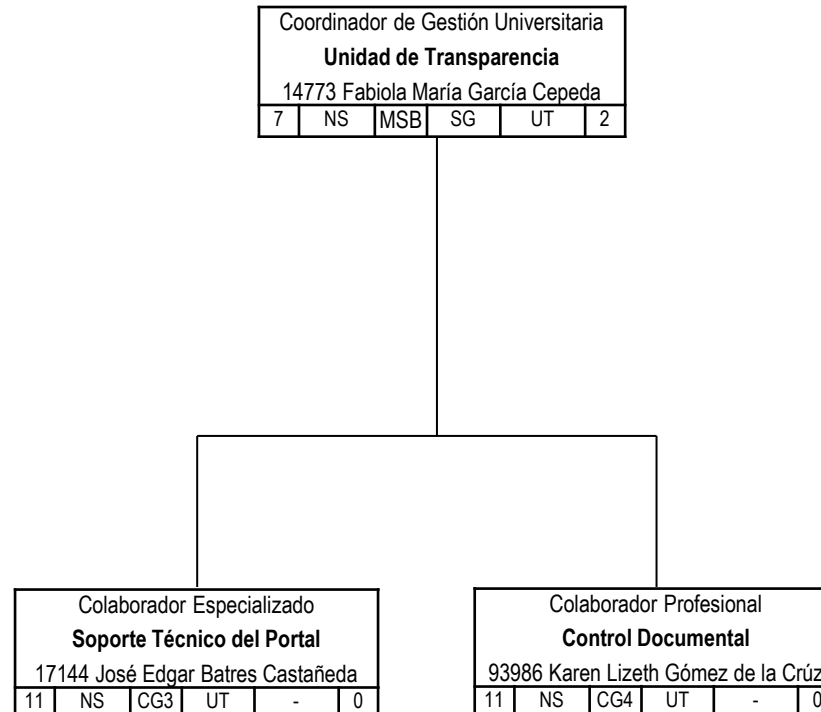 Coordinador de Gestión Universitaria
Unidad de Transparencia
14773 Fabiola María García Cepeda
7 NS MSB SG UT 2
Colaborador Especializado
Soporte Técnico del Portal
17144 José Edgar Batres Castañeda
11 NS CG3 UT - 0
Colaborador Profesional
Control Documental
93986 Karen Lizeth Gómez de la Crúz
11 NS CG4 UT - 0